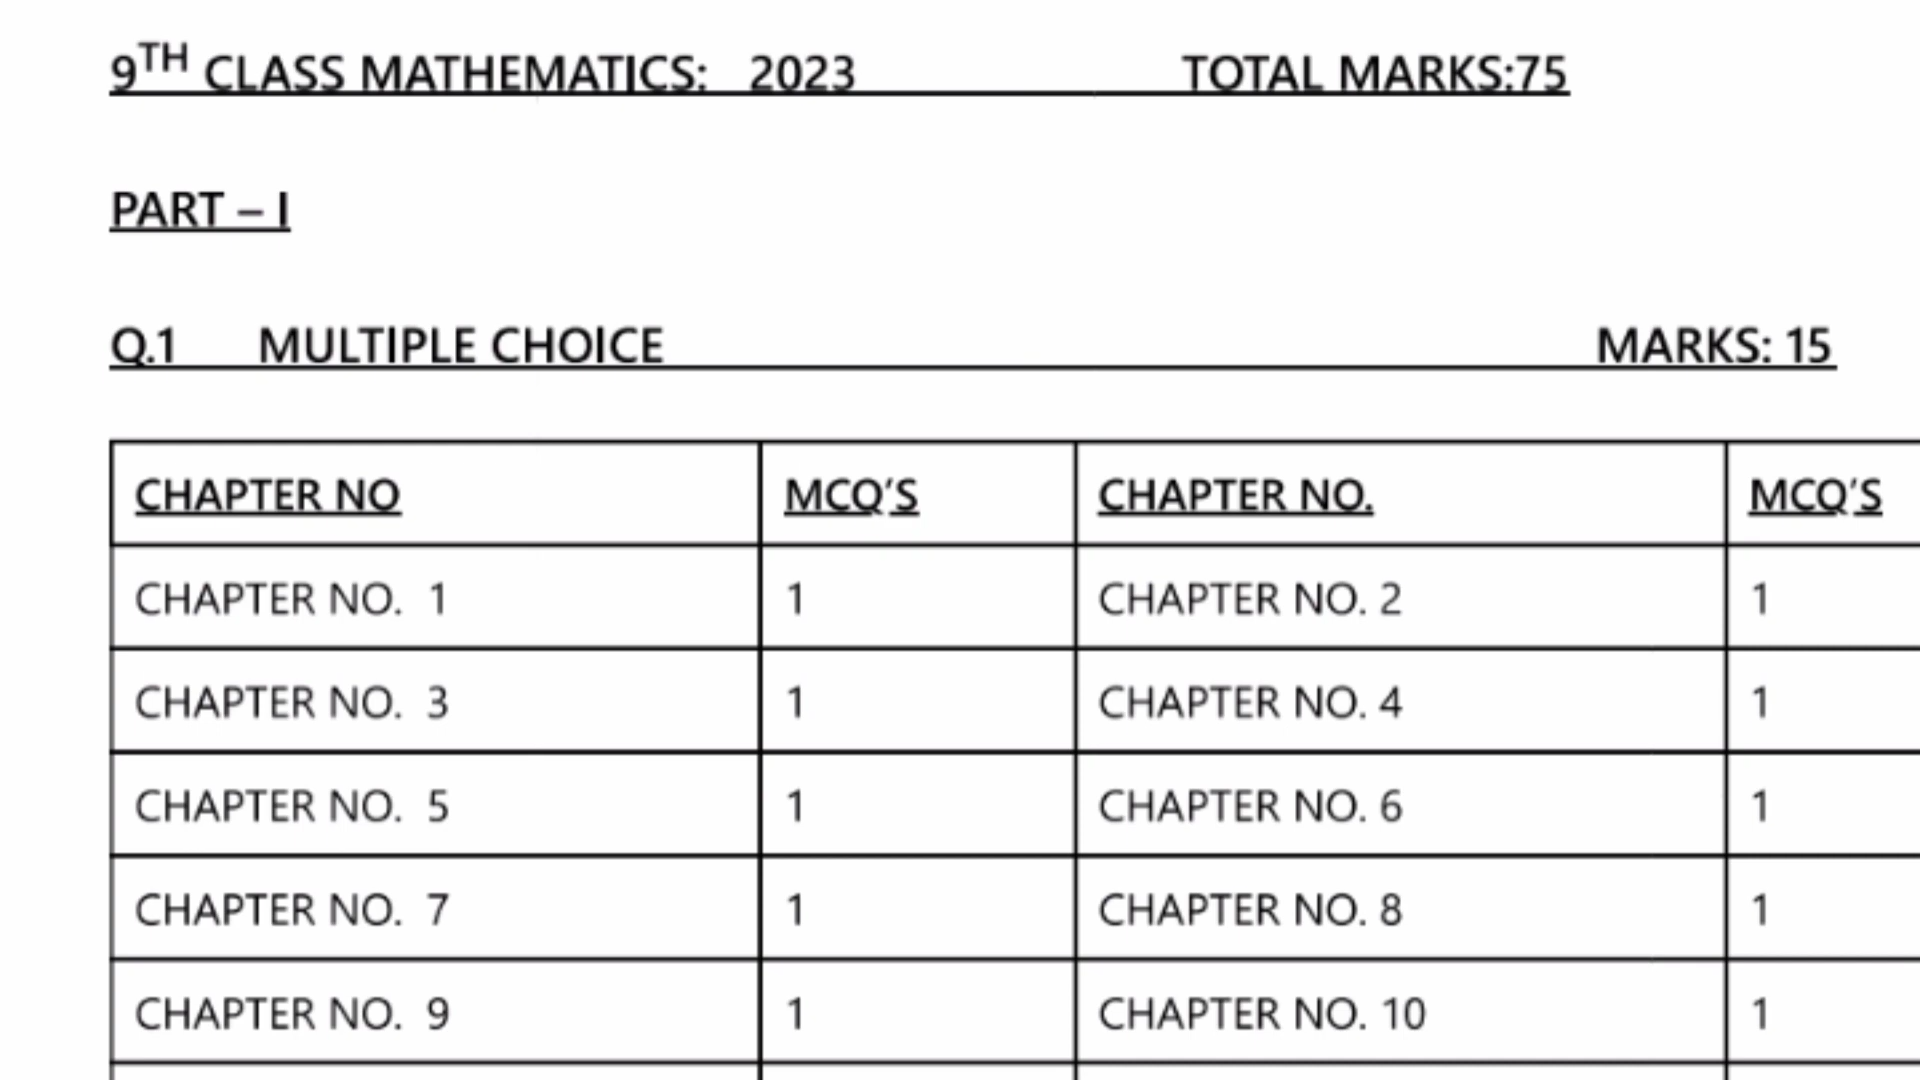 9TH CLASS MATHEMATICS: 2023 TOTAL MARKS:75
PART – I
Q.1 MULTIPLE CHOICE MARKS: 15
CHAPTER NO MCQ'S CHAPTER NO. MCQ'S
CHAPTER NO. 1 1 CHAPTER NO. 2 1
CHAPTER NO. 3 1 CHAPTER NO. 4 1
CHAPTER NO. 5 1 CHAPTER NO. 6 1
CHAPTER NO. 7 1 CHAPTER NO. 8 1
CHAPTER NO. 9 1 CHAPTER NO. 10 1